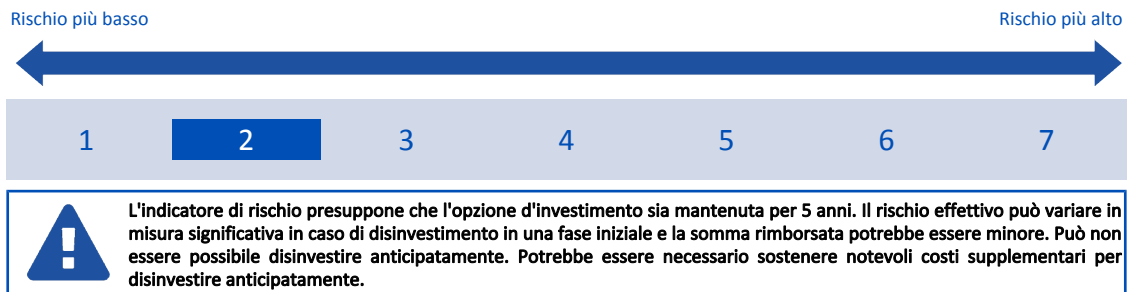 Rischio più basso Rischio più alto
1 2 3 4 5 6 7
L'indicatore di rischio presuppone che l'opzione d'investimento sia mantenuta per 5 anni. Il rischio effettivo può variare in
misura significativa in caso di disinvestimento in una fase iniziale e la somma rimborsata potrebbe essere minore. Può non
essere possibile disinvestire anticipatamente. Potrebbe essere necessario sostenere notevoli costi supplementari per
disinvestire anticipatamente.